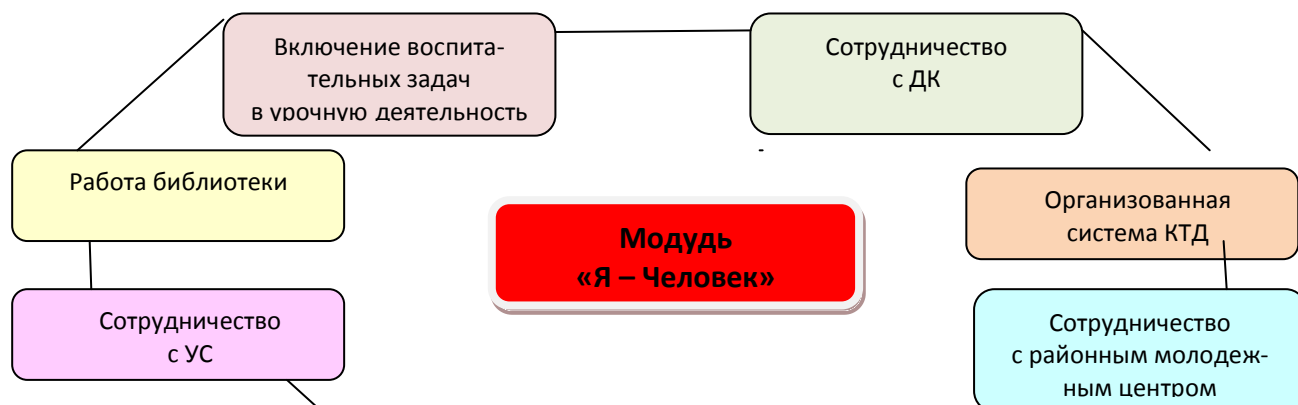 Включение воспита-
тельных задач
в урочную деятельность
Сотрудничество
с ДК
-
Работа библиотеки
Организованная
система КТД
Модудь
«Я – Человек»
Сотрудничество
с УС
Сотрудничество
с районным молодеж-
ным центром